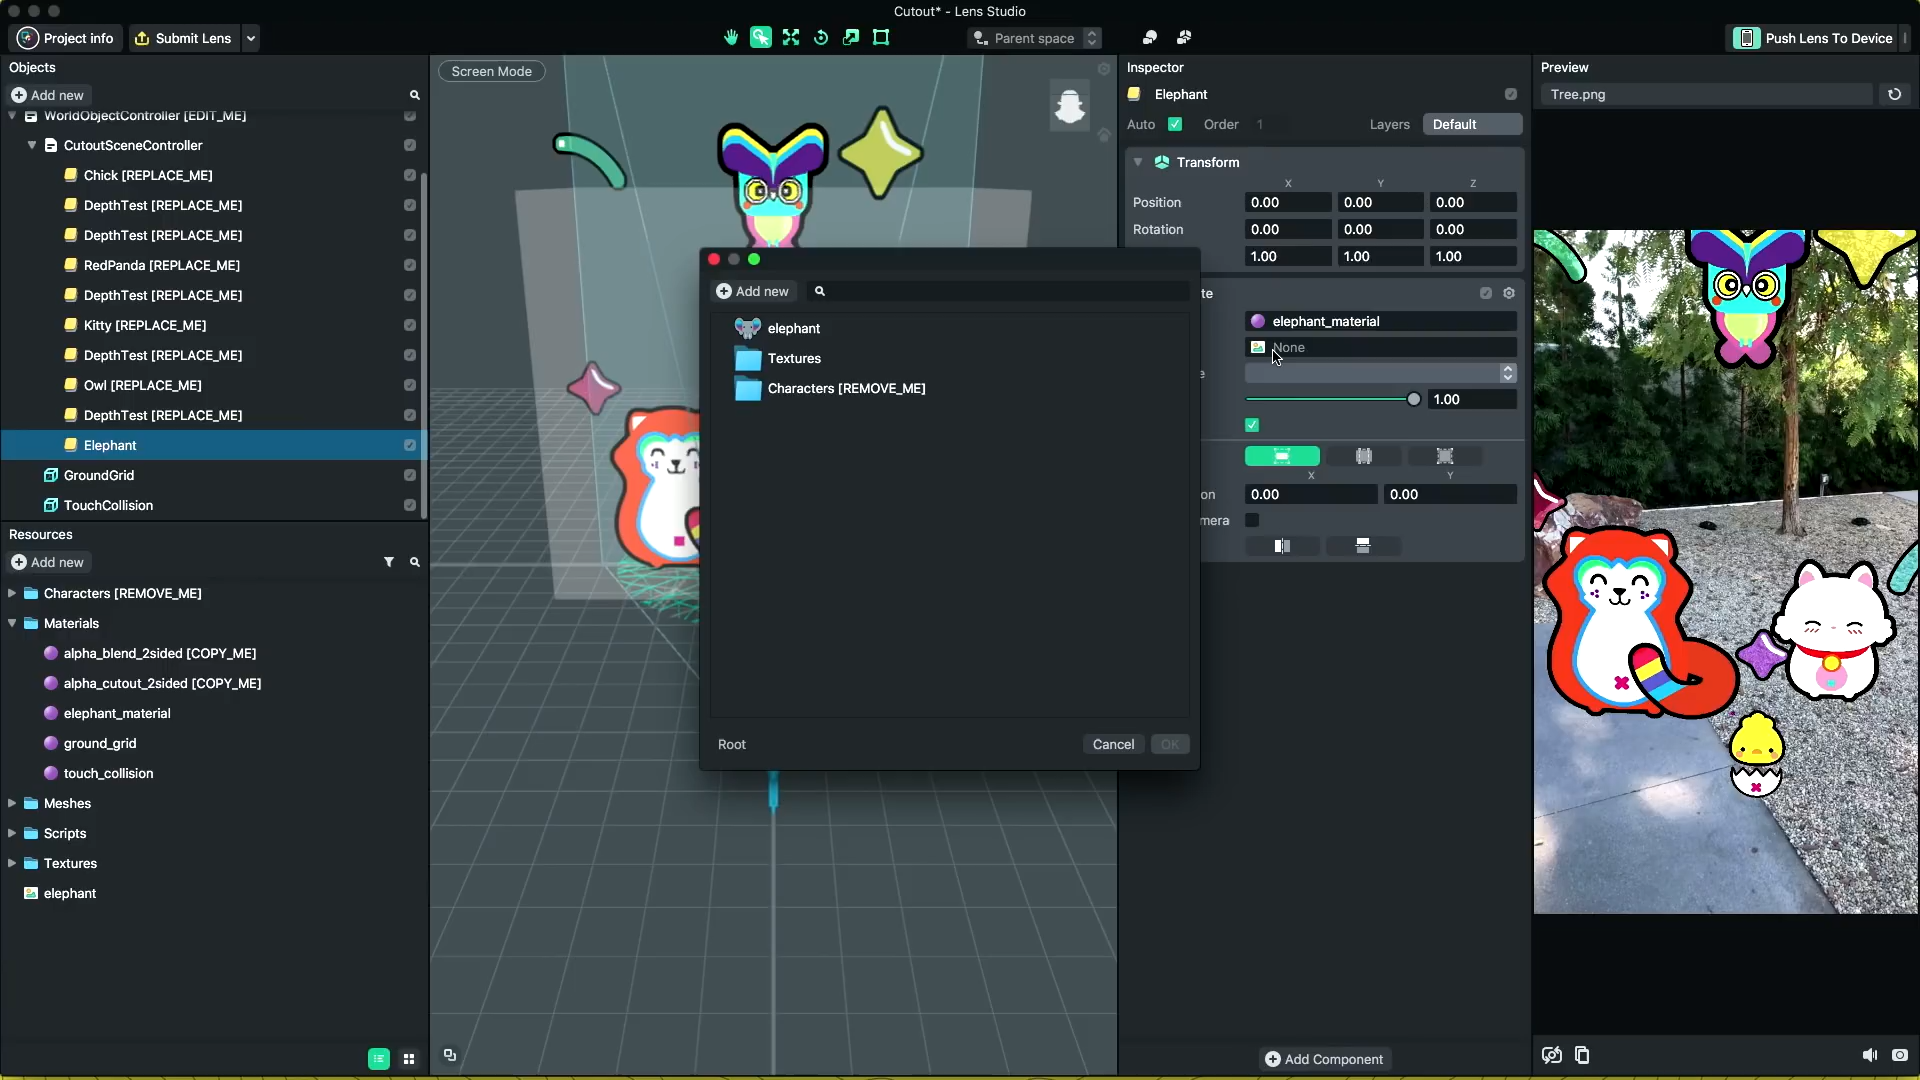 Cutout* - Lens Studio
Project info
Submit Lens
Parent space
Push Lens To Device
Objects
Add new
WorldObjectController [EDIT_ME]
CutoutSceneController
Chick [REPLACE_ME]
DepthTest [REPLACE_ME]
DepthTest [REPLACE_ME]
RedPanda [REPLACE_ME]
DepthTest [REPLACE_ME]
Kitty [REPLACE_ME]
DepthTest [REPLACE_ME]
Owl [REPLACE_ME]
DepthTest [REPLACE_ME]
Elephant
GroundGrid
TouchCollision
Resources
Add new
Characters [REMOVE_ME]
Materials
alpha_blend_2sided [COPY_ME]
alpha_cutout_2sided [COPY_ME]
elephant_material
ground_grid
touch_collision
Meshes
Scripts
Textures
elephant
Screen Mode
Add new
elephant
Textures
Characters [REMOVE_ME]
Root
Cancel
OK
Inspector
Elephant
Auto
Order
1
Layers
Default
Transform
X Y Z
Position 0.00 0.00 0.00
Rotation 0.00 0.00 0.00
1.00 1.00 1.00
te
elephant_material
None
e
1.00
X Y
on 0.00 0.00
mera
Add Component
Preview
Tree.png